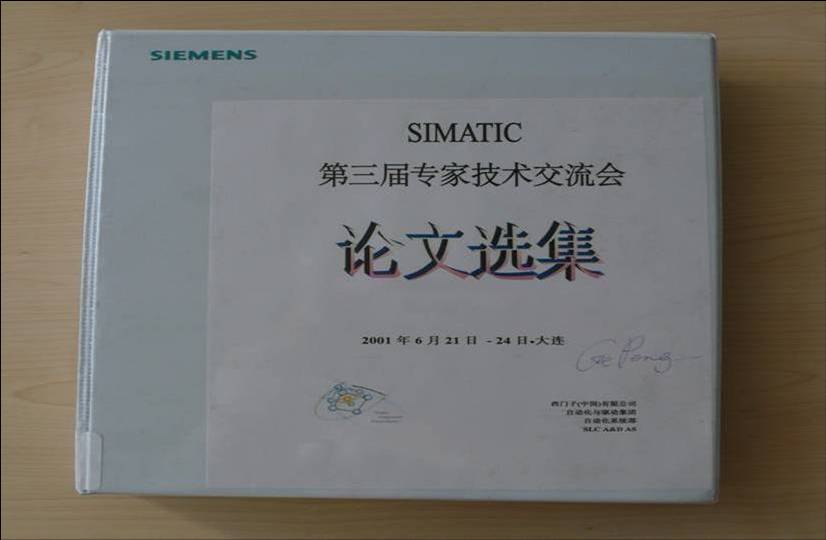 SIEMENS
SIMATIC
第三届专家技术交流会
论文选集
2001 年 6 月 21 日 - 24 日•大连
Ge Peng
西门子(中国)有限公司
自动化与驱动集团
自动化系统部
SLC A&D AS